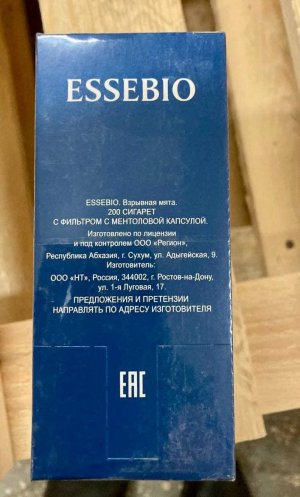 ESSEBIO
ESSEBIO. Взрывная мята.
200 СИГАРЕТ
С ФИЛЬТРОМ С МЕНТОЛОВОЙ КАПСУЛОЙ.
Изготовлено по лицензии
и под контролем ООО «Регион»,
Республика Абхазия, г. Сухум, ул. Адыгейская, 9.
Изготовитель:
ООО «НТ», Россия, 344002, г. Ростов-на-Дону,
ул. 1-я Луговая, 17.
ПРЕДЛОЖЕНИЯ И ПРЕТЕНЗИИ
НАПРАВЛЯТЬ ПО АДРЕСУ ИЗГОТОВИТЕЛЯ
EAC